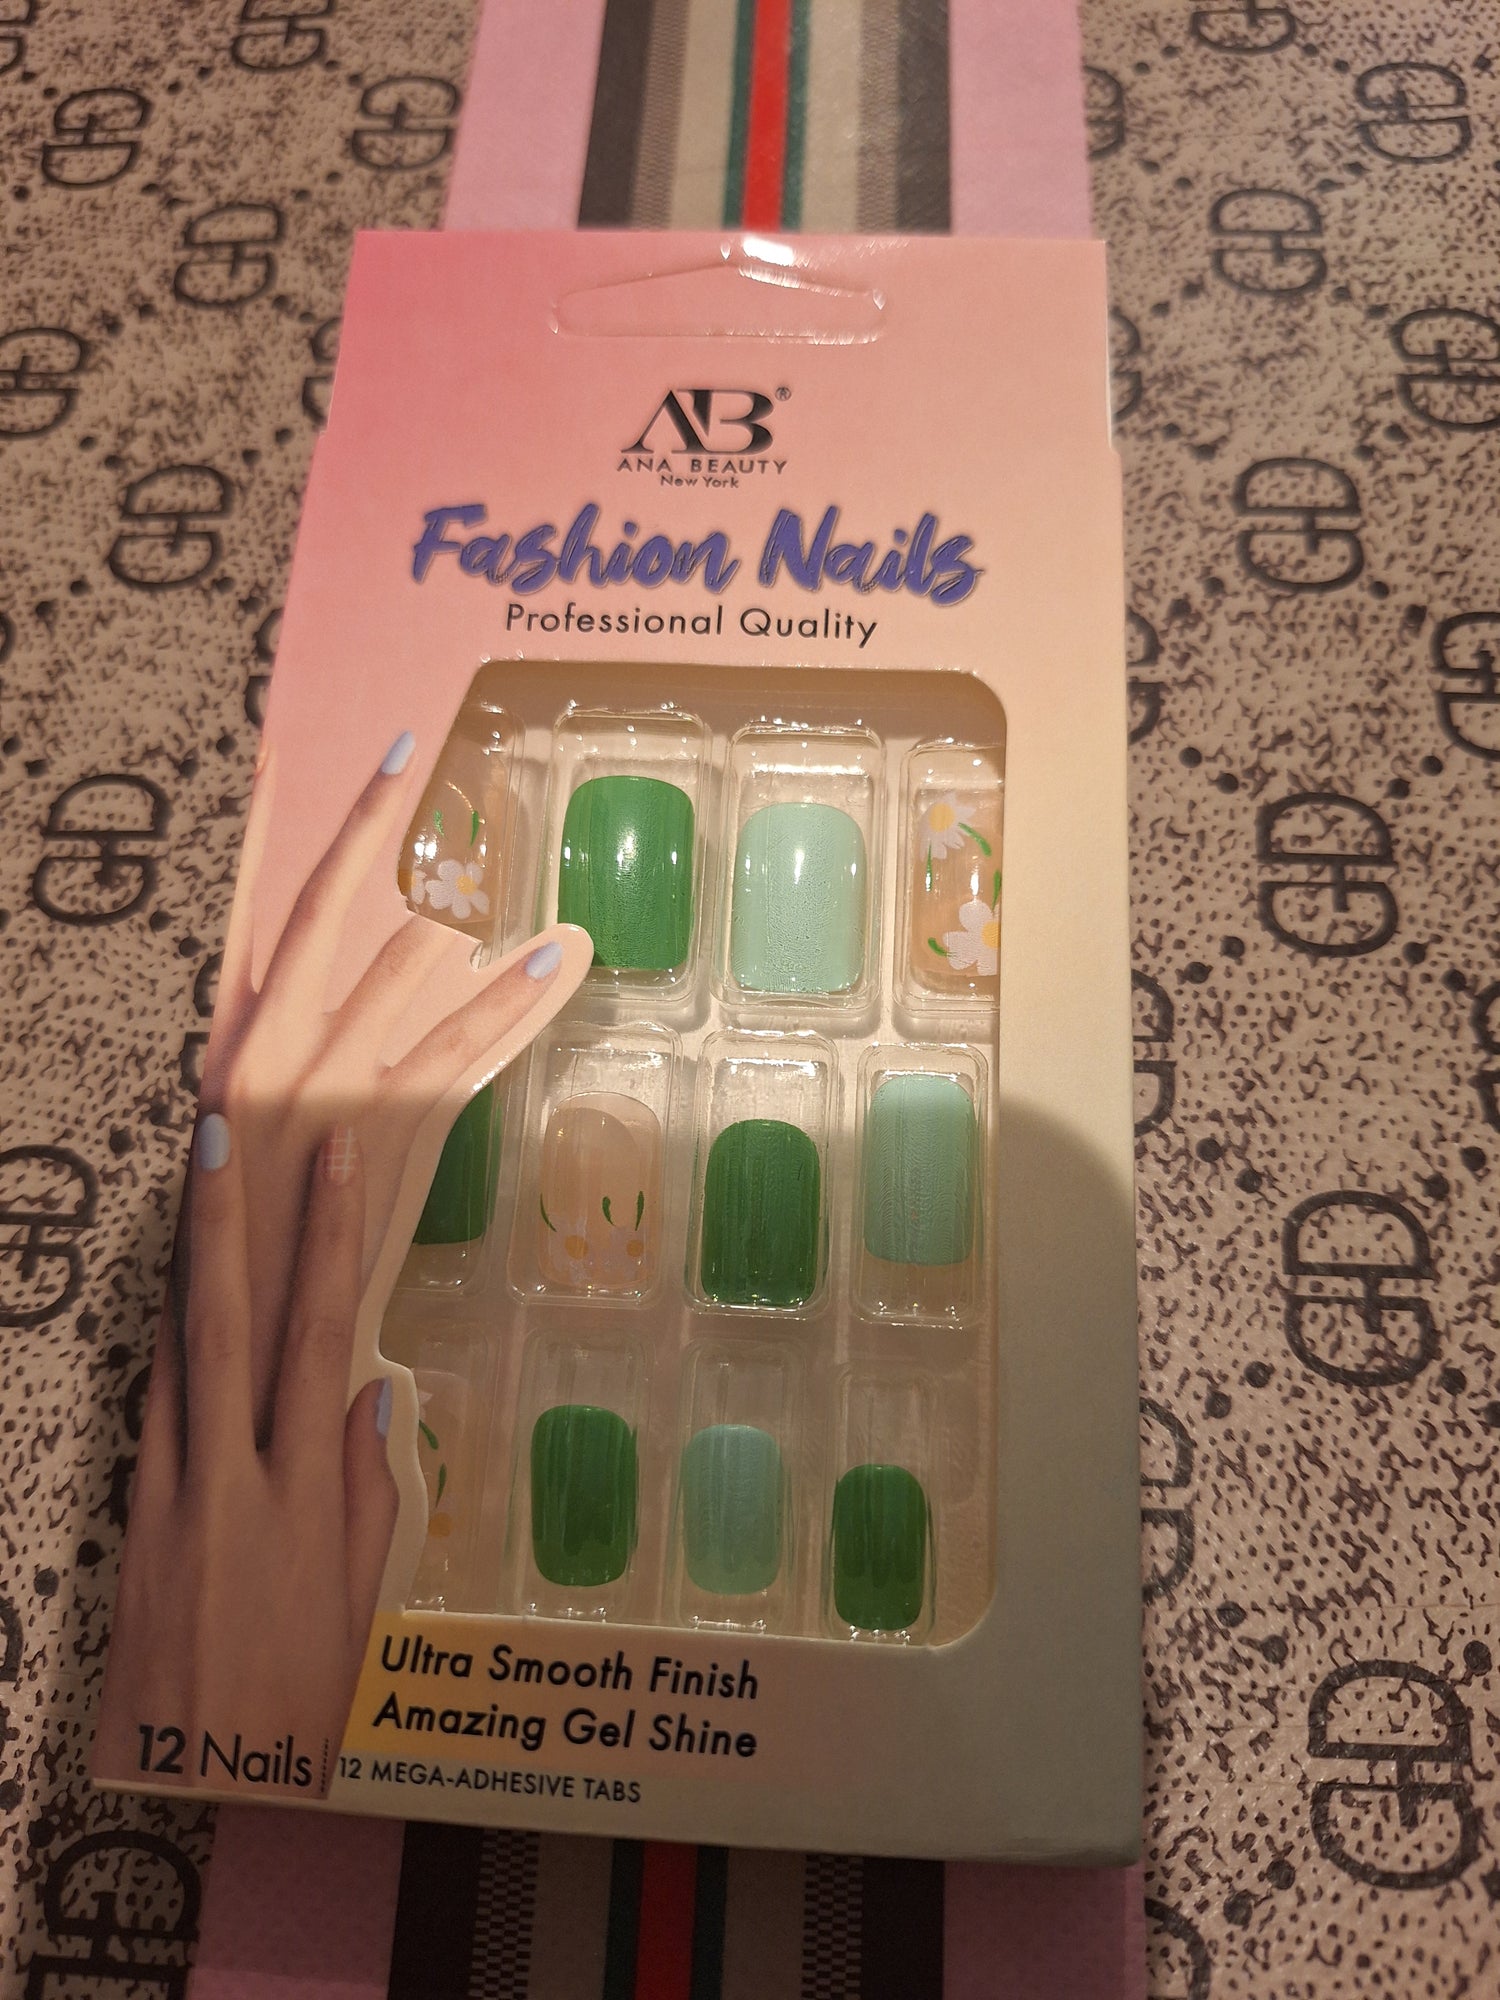 AB®
ANA BEAUTY
New York
Fashion Nails
Professional Quality
Ultra Smooth Finish
Amazing Gel Shine
12 Nails
12 MEGA-ADHESIVE TABS